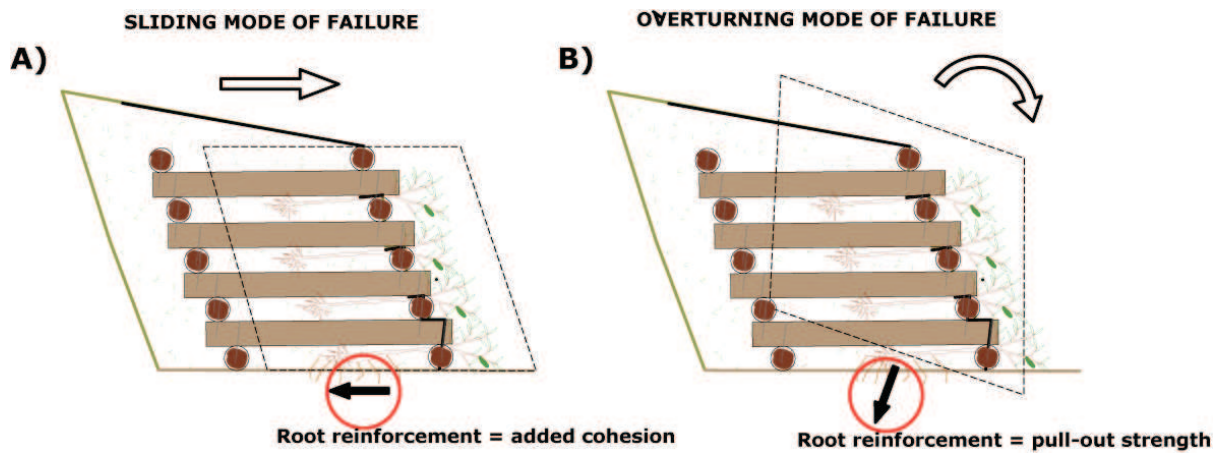 SLIDING MODE OF FAILURE
OVERTURNING MODE OF FAILURE
A)
B)
Root reinforcement = added cohesion
Root reinforcement = pull-out strength